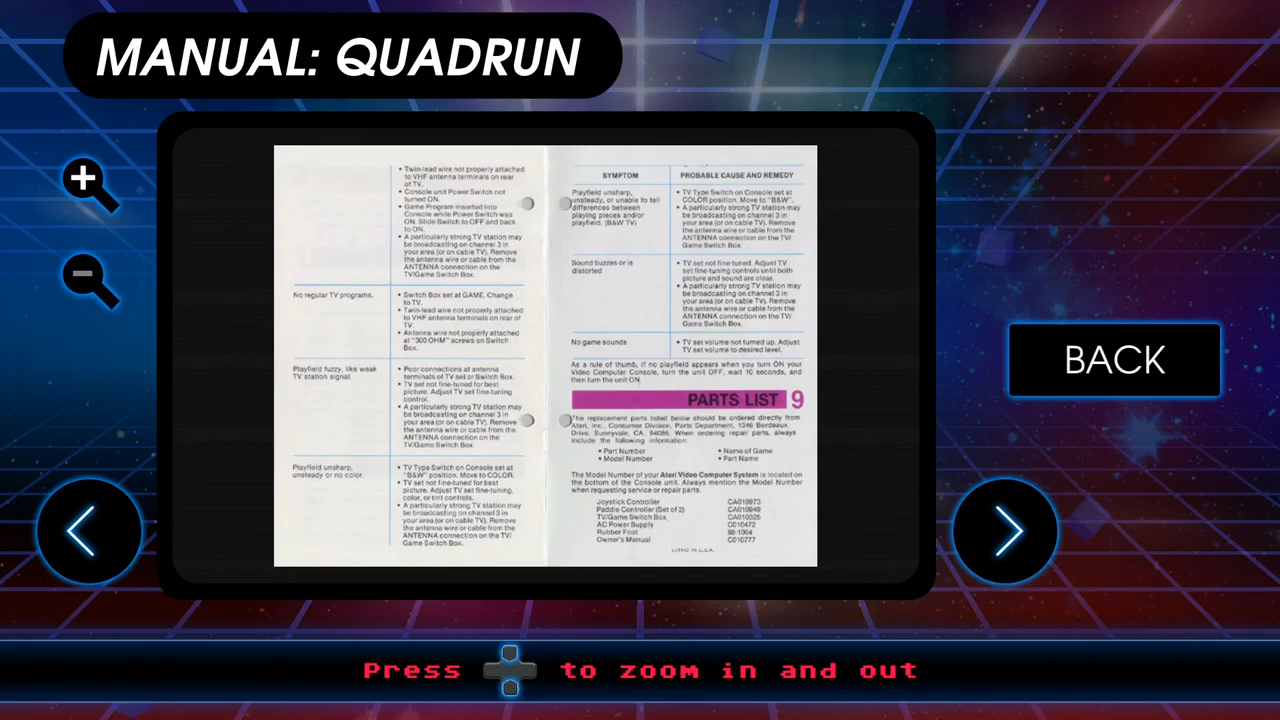 MANUAL: QUADRUN
• Twin-lead wire not properly attached
to VHF antenna terminals on rear
of TV.
• Console unit Power Switch not
turned ON.
• Game Program inserted into
Console while Power Switch was
ON. Slide Switch to OFF and back
to ON.
• A particularly strong TV station may
be broadcasting on channel 3 in
your area (or on cable TV). Remove
the antenna wire or cable from the
ANTENNA connection on the
TV/Game Switch Box.
No regular TV programs.
• Switch Box set at GAME. Change
to TV.
• Twin-lead wire not properly attached
to VHF antenna terminals on rear of
TV.
• Antenna wire not properly attached
at "300 OHM" screws on Switch
Box.
Playfield fuzzy, like weak
TV station signal.
• Poor connections at antenna
terminals of TV set or Switch Box.
• TV set not fine-tuned for best
picture. Adjust TV set fine-tuning
control.
• A particularly strong TV station may
be broadcasting on channel 3 in
your area (or on cable TV). Remove
the antenna wire or cable from the
ANTENNA connection on the
TV/Game Switch Box.
Playfield unsharp,
unsteady or no color.
• TV Type Switch on Console set at
"B&W" position. Move to COLOR.
• TV set not fine-tuned for best
picture. Adjust TV set fine-tuning,
color, or tint controls.
• A particularly strong TV station may
be broadcasting on channel 3 in
your area (or on cable TV). Remove
the antenna wire or cable from the
ANTENNA connection on the TV/
Game Switch Box.
SYMPTOM
PROBABLE CAUSE AND REMEDY
Playfield unsharp,
unsteady, or unable to tell
differences between
playing pieces and/or
playfield. (B&W TV)
• TV Type Switch on Console set at
COLOR position. Move to "B&W".
• A particularly strong TV station may
be broadcasting on channel 3 in
your area (or on cable TV). Remove
the antenna wire or cable from the
ANTENNA connection on the TV/
Game Switch Box.
Sound buzzes or is
distorted
• TV set not fine-tuned. Adjust TV
set fine-tuning controls until both
picture and sound are clear.
• A particularly strong TV station may
be broadcasting on channel 3 in
your area (or on cable TV). Remove
the antenna wire or cable from the
ANTENNA connection on the TV/
Game Switch Box.
No game sounds
• TV set volume not turned up. Adjust
TV set volume to desired level.
As a rule of thumb, if no playfield appears when you turn ON your
Video Computer Console, turn the unit OFF, wait 10 seconds, and
then turn the unit ON.
PARTS LIST 9
The replacement parts listed below should be ordered directly from
Atari, Inc., Consumer Division, Parts Department, 1346 Bordeaux
Drive, Sunnyvale, CA. 94086. When ordering repair parts, always
include the following information:
• Part Number
• Name of Game
• Model Number
• Part Name
The Model Number of your Atari Video Computer System is located on
the bottom of the Console unit. Always mention the Model Number
when requesting service or repair parts.
Joystick Controller CA010973
Paddle Controller (Set of 2) CA010949
TV/Game Switch Box CA010325
AC Power Supply C010472
Rubber Foot 88-1004
Owner's Manual C010777
LITHO IN U.S.A.
BACK
Press to zoom in and out